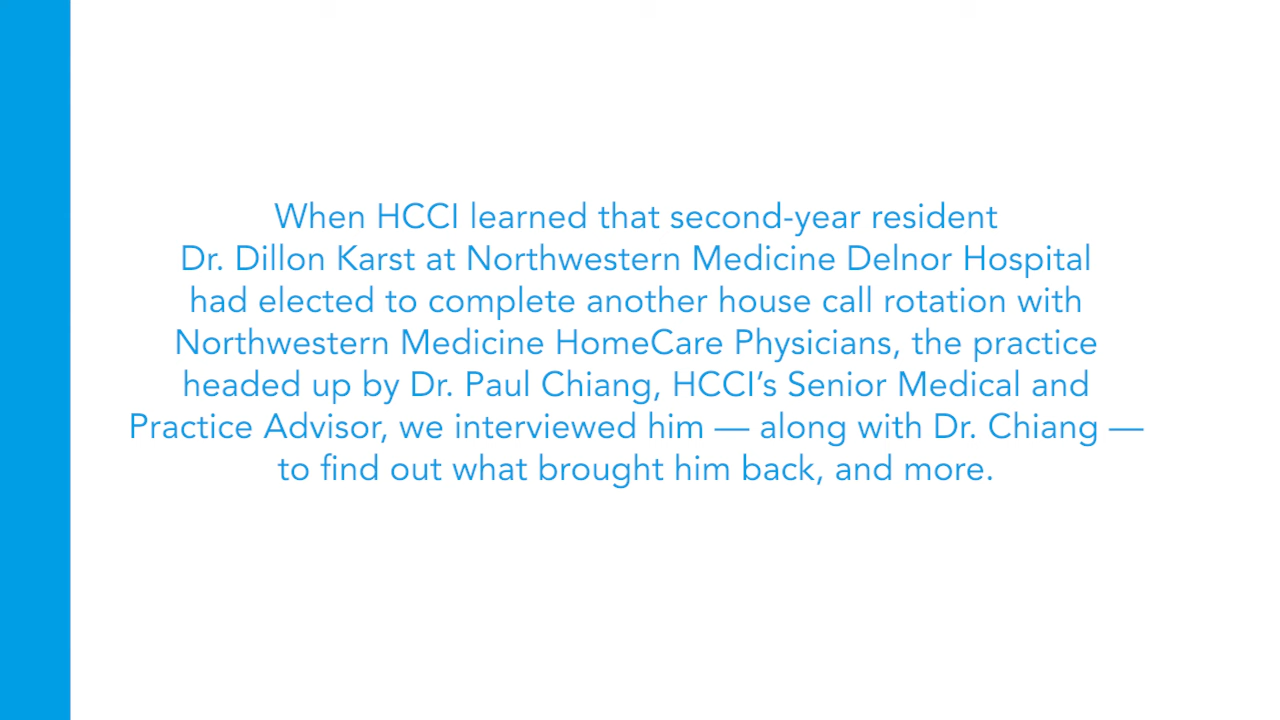 When HCCI learned that second-year resident
Dr. Dillon Karst at Northwestern Medicine Delnor Hospital
had elected to complete another house call rotation with
Northwestern Medicine HomeCare Physicians, the practice
headed up by Dr. Paul Chiang, HCCI’s Senior Medical and
Practice Advisor, we interviewed him — along with Dr. Chiang —
to find out what brought him back, and more.